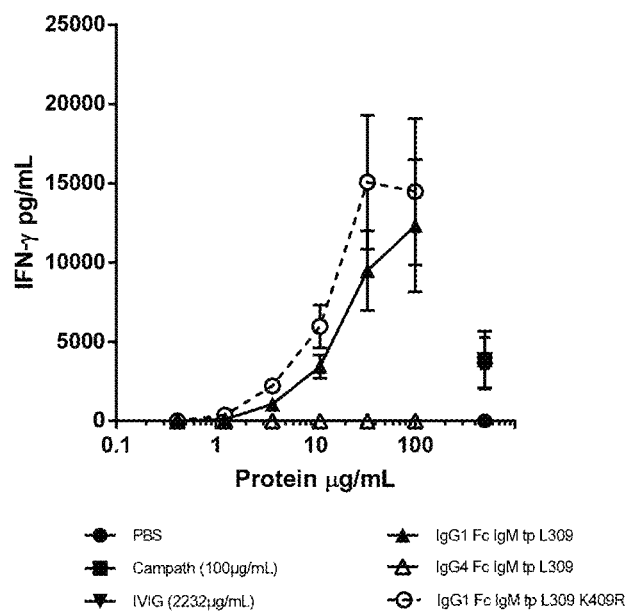 25000
20000
15000
10000
5000
0
IFN-γ pg/mL
0.1 1 10 100
Protein µg/mL
PBS
Campath (100µg/mL)
IVIG (2232µg/mL)
IgG1 Fc IgM tp L309
IgG4 Fc IgM tp L309
IgG1 Fc IgM tp L309 K409R